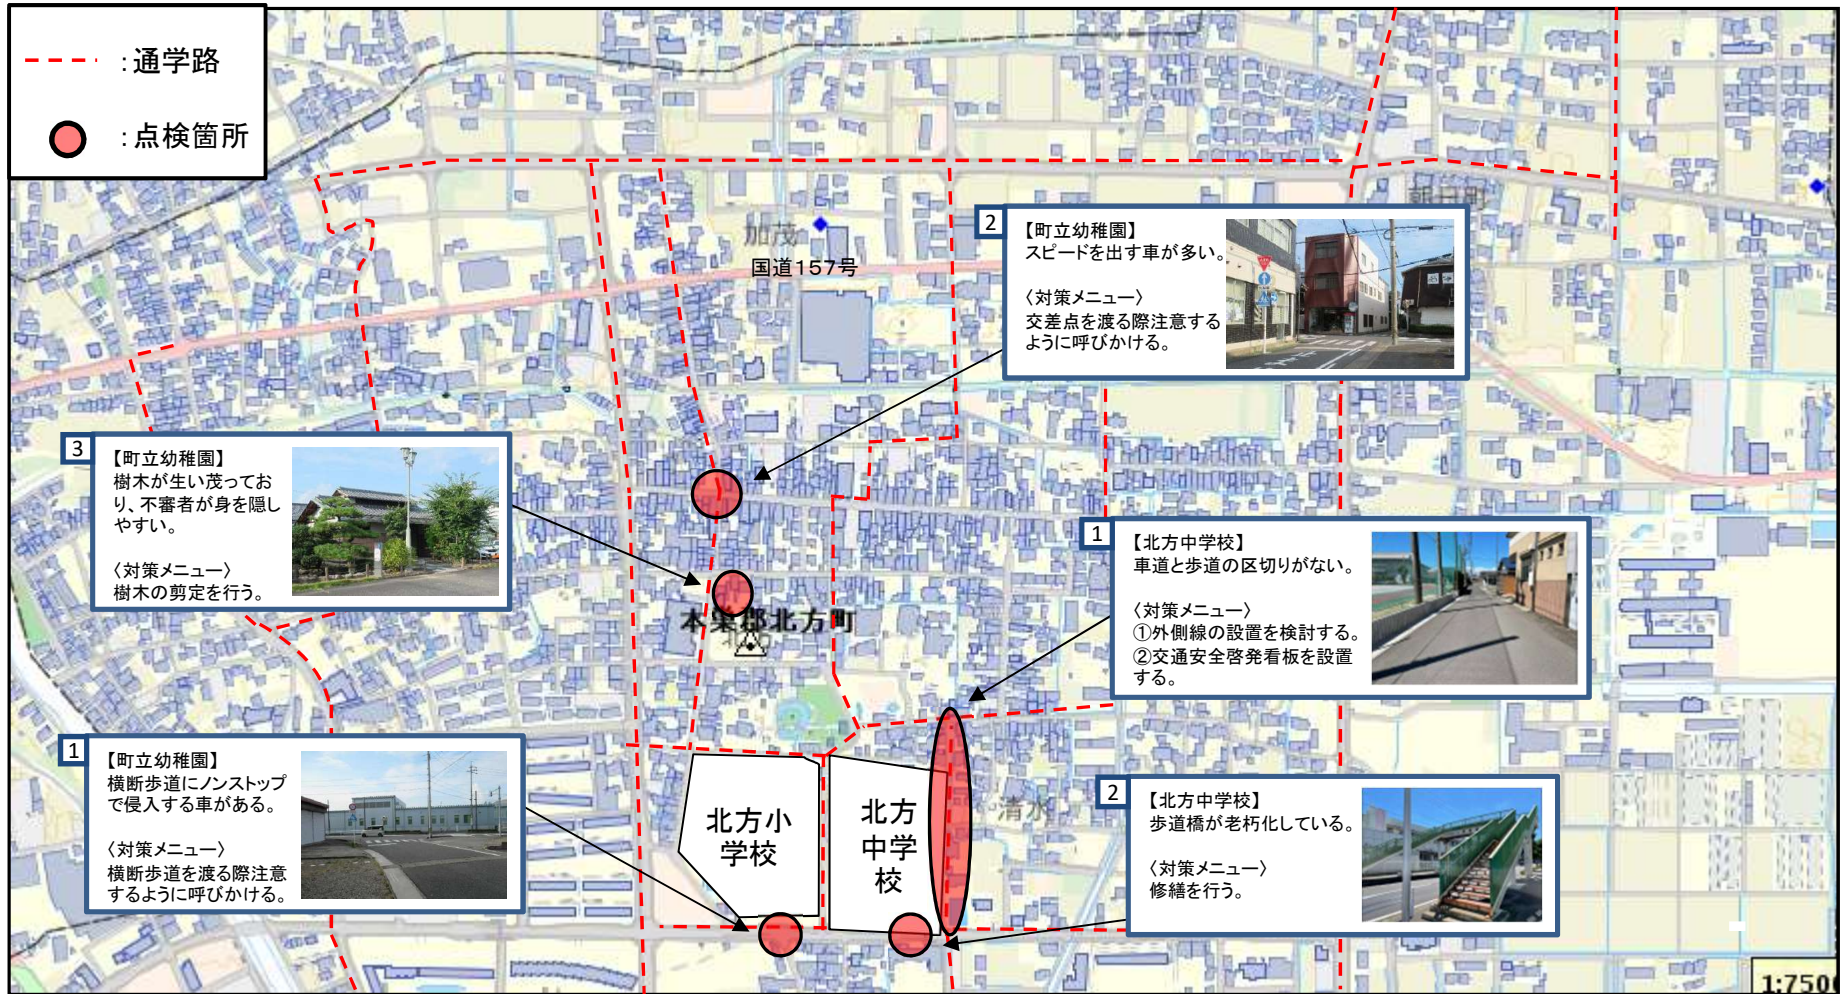 ：通学路
：点検箇所
加茂
国道157号
朝日町
2
【町立幼稚園】
スピードを出す車が多い。
〈対策メニュー〉
交差点を渡る際注意する
ように呼びかける。
3
【町立幼稚園】
樹木が生い茂ってお
り、不審者が身を隠し
やすい。
〈対策メニュー〉
樹木の剪定を行う。
1
【北方中学校】
車道と歩道の区切りがない。
〈対策メニュー〉
①外側線の設置を検討する。
②交通安全啓発看板を設置
する。
本巣郡北方町
1
【町立幼稚園】
横断歩道にノンストップ
で侵入する車がある。
〈対策メニュー〉
横断歩道を渡る際注意
するように呼びかける。
北方小
学校
北方
中学
校
清水
2
【北方中学校】
歩道橋が老朽化している。
〈対策メニュー〉
修繕を行う。
1:7500